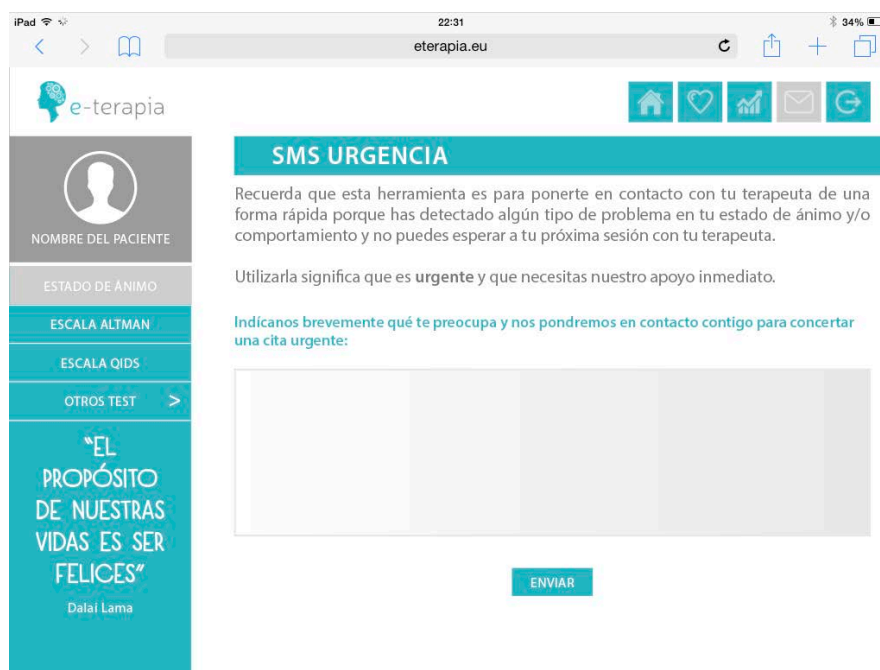 iPad
22:31
34%
eterapia.eu
e-terapia
NOMBRE DEL PACIENTE
ESTADO DE ÁNIMO
ESCALA ALTMAN
ESCALA QIDS
OTROS TEST >
"EL
PROPÓSITO
DE NUESTRAS
VIDAS ES SER
FELICES"
Dalai Lama
SMS URGENCIA
Recuerda que esta herramienta es para ponerte en contacto con tu terapeuta de una
forma rápida porque has detectado algún tipo de problema en tu estado de ánimo y/o
comportamiento y no puedes esperar a tu próxima sesión con tu terapeuta.
Utilizarla significa que es urgente y que necesitas nuestro apoyo inmediato.
Indícanos brevemente qué te preocupa y nos pondremos en contacto contigo para concertar
una cita urgente:
ENVIAR